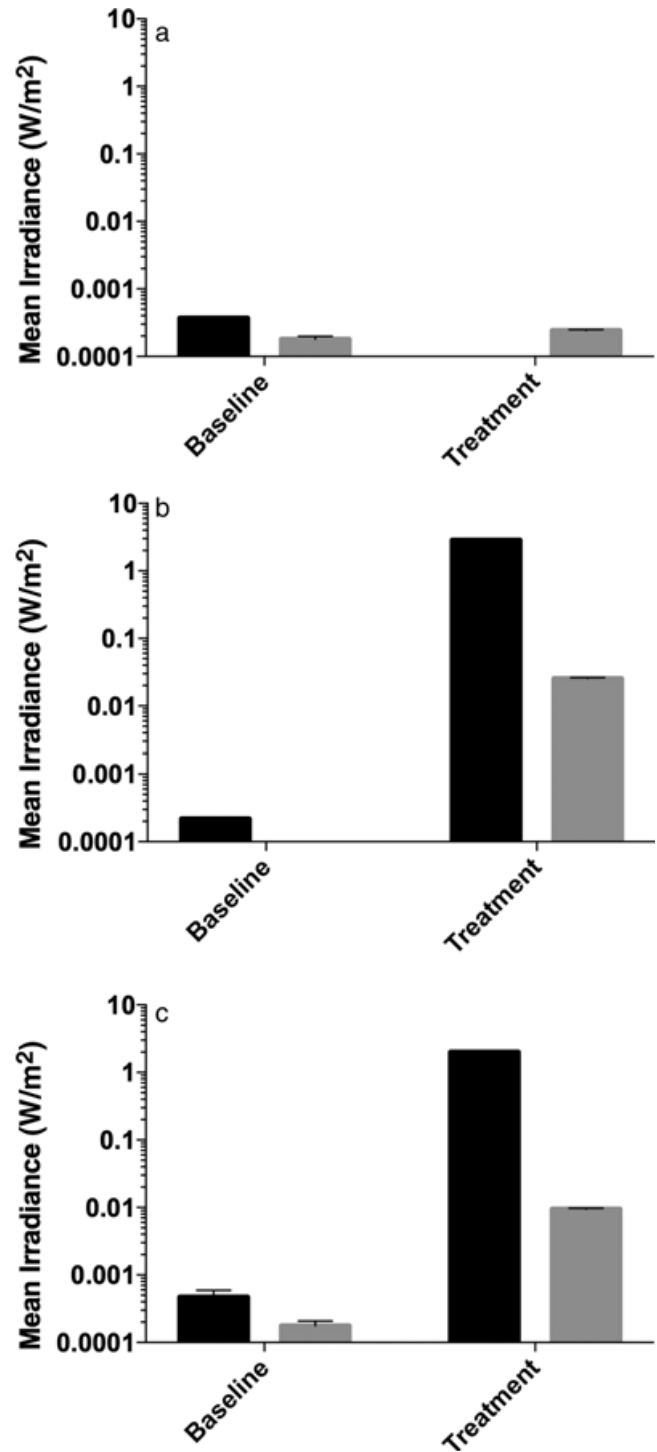 a
Mean Irradiance (W/m²)
10
1
0.1
0.01
0.001
0.0001
Baseline
Treatment
b
Mean Irradiance (W/m²)
10
1
0.1
0.01
0.001
0.0001
Baseline
Treatment
c
Mean Irradiance (W/m²)
10
1
0.1
0.01
0.001
0.0001
Baseline
Treatment